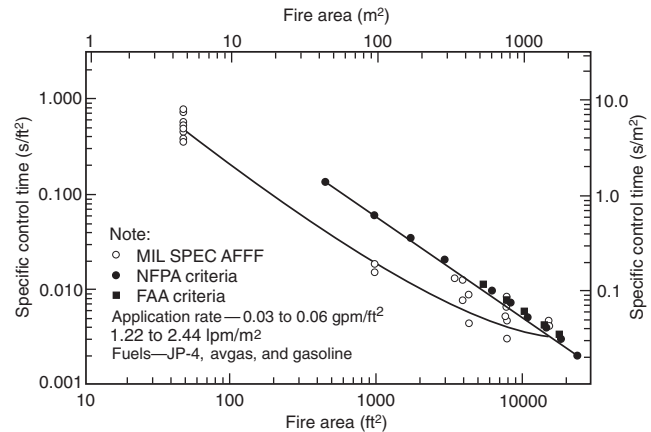 Fire area (m²)
1 10 100 1000
1.000 10.0
0.100 1.0
0.010 0.1
0.001
Specific control time (s/ft²)
Specific control time (s/m²)
Note:
MIL SPEC AFFF
NFPA criteria
FAA criteria
Application rate — 0.03 to 0.06 gpm/ft²
1.22 to 2.44 lpm/m²
Fuels—JP-4, avgas, and gasoline
10 100 1000 10000
Fire area (ft²)